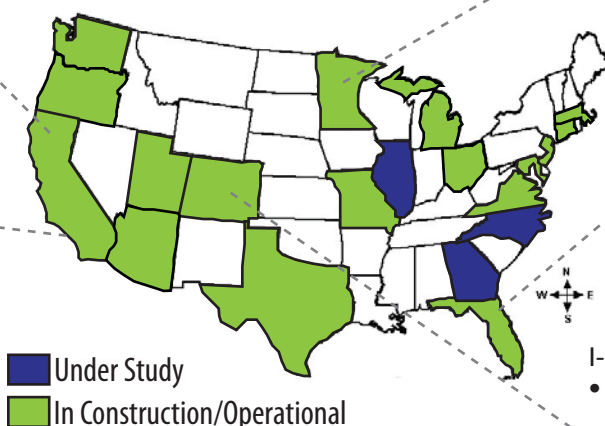 N
W E
S
I-
•
Under Study
In Construction/Operational